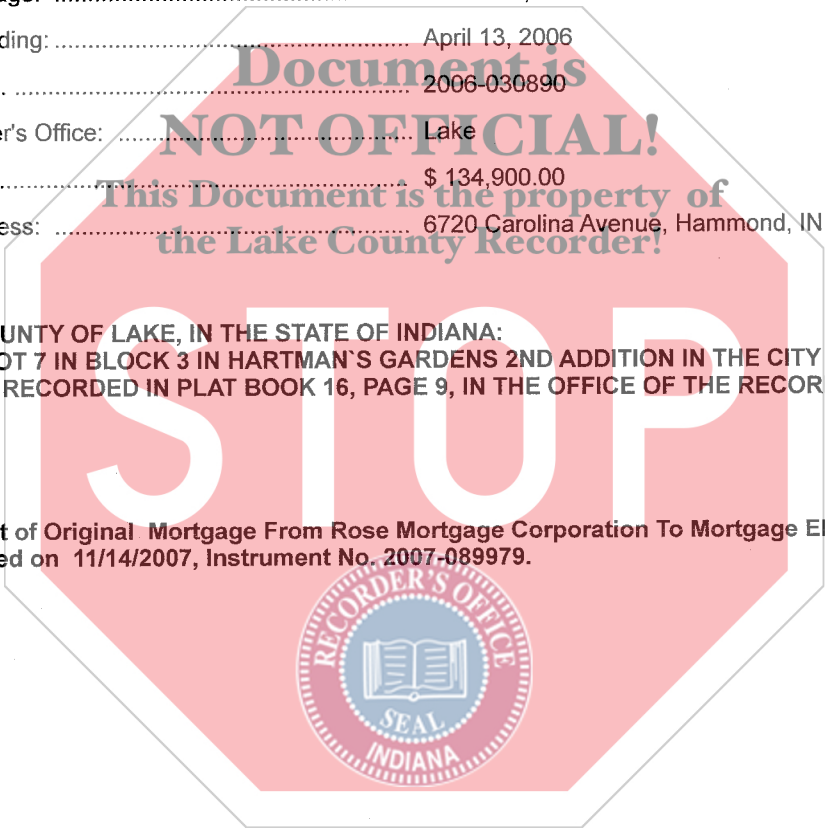 ding: ........................................................ April 13, 2006
Document is
. ............................................................... 2006-030890
er's Office: ............................................... Lake
NOT OFFICIAL!
................................................................. $ 134,900.00
This Document is the property of
ess: ......................................................... 6720 Carolina Avenue, Hammond, IN
the Lake County Recorder!
UNTY OF LAKE, IN THE STATE OF INDIANA:
OT 7 IN BLOCK 3 IN HARTMAN`S GARDENS 2ND ADDITION IN THE CITY
RECORDED IN PLAT BOOK 16, PAGE 9, IN THE OFFICE OF THE RECOR
STOP
t of Original Mortgage From Rose Mortgage Corporation To Mortgage El
ed on 11/14/2007, Instrument No. 2007-089979.
RECORDER'S OFFICE
SEAL
INDIANA